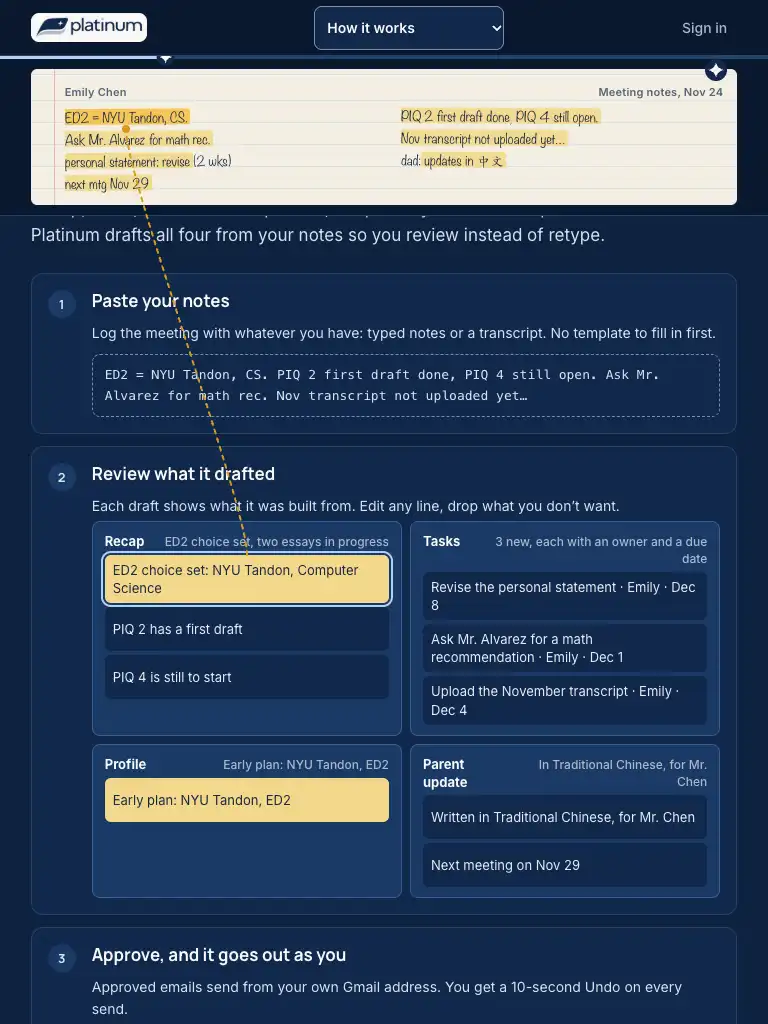 platinum
How it works
Sign in
Emily Chen
Meeting notes, Nov 24
ED2 = NYU Tandon, CS.
Ask Mr. Alvarez for math rec.
personal statement: revise (2 wks)
next mtg Nov 29
PIQ 2 first draft done, PIQ 4 still open.
Nov transcript not uploaded yet...
dad: updates in 中文
Platinum drafts all four from your notes so you review instead of retype.
1
Paste your notes
Log the meeting with whatever you have: typed notes or a transcript. No template to fill in first.
ED2 = NYU Tandon, CS. PIQ 2 first draft done, PIQ 4 still open. Ask Mr.
Alvarez for math rec. Nov transcript not uploaded yet…
2
Review what it drafted
Each draft shows what it was built from. Edit any line, drop what you don’t want.
Recap
ED2 choice set, two essays in progress
ED2 choice set: NYU Tandon, Computer
Science
PIQ 2 has a first draft
PIQ 4 is still to start
Tasks
3 new, each with an owner and a due
date
Revise the personal statement · Emily · Dec
8
Ask Mr. Alvarez for a math
recommendation · Emily · Dec 1
Upload the November transcript · Emily ·
Dec 4
Profile
Early plan: NYU Tandon, ED2
Early plan: NYU Tandon, ED2
Parent
update
In Traditional Chinese, for Mr.
Chen
Written in Traditional Chinese, for Mr. Chen
Next meeting on Nov 29
3
Approve, and it goes out as you
Approved emails send from your own Gmail address. You get a 10-second Undo on every
send.